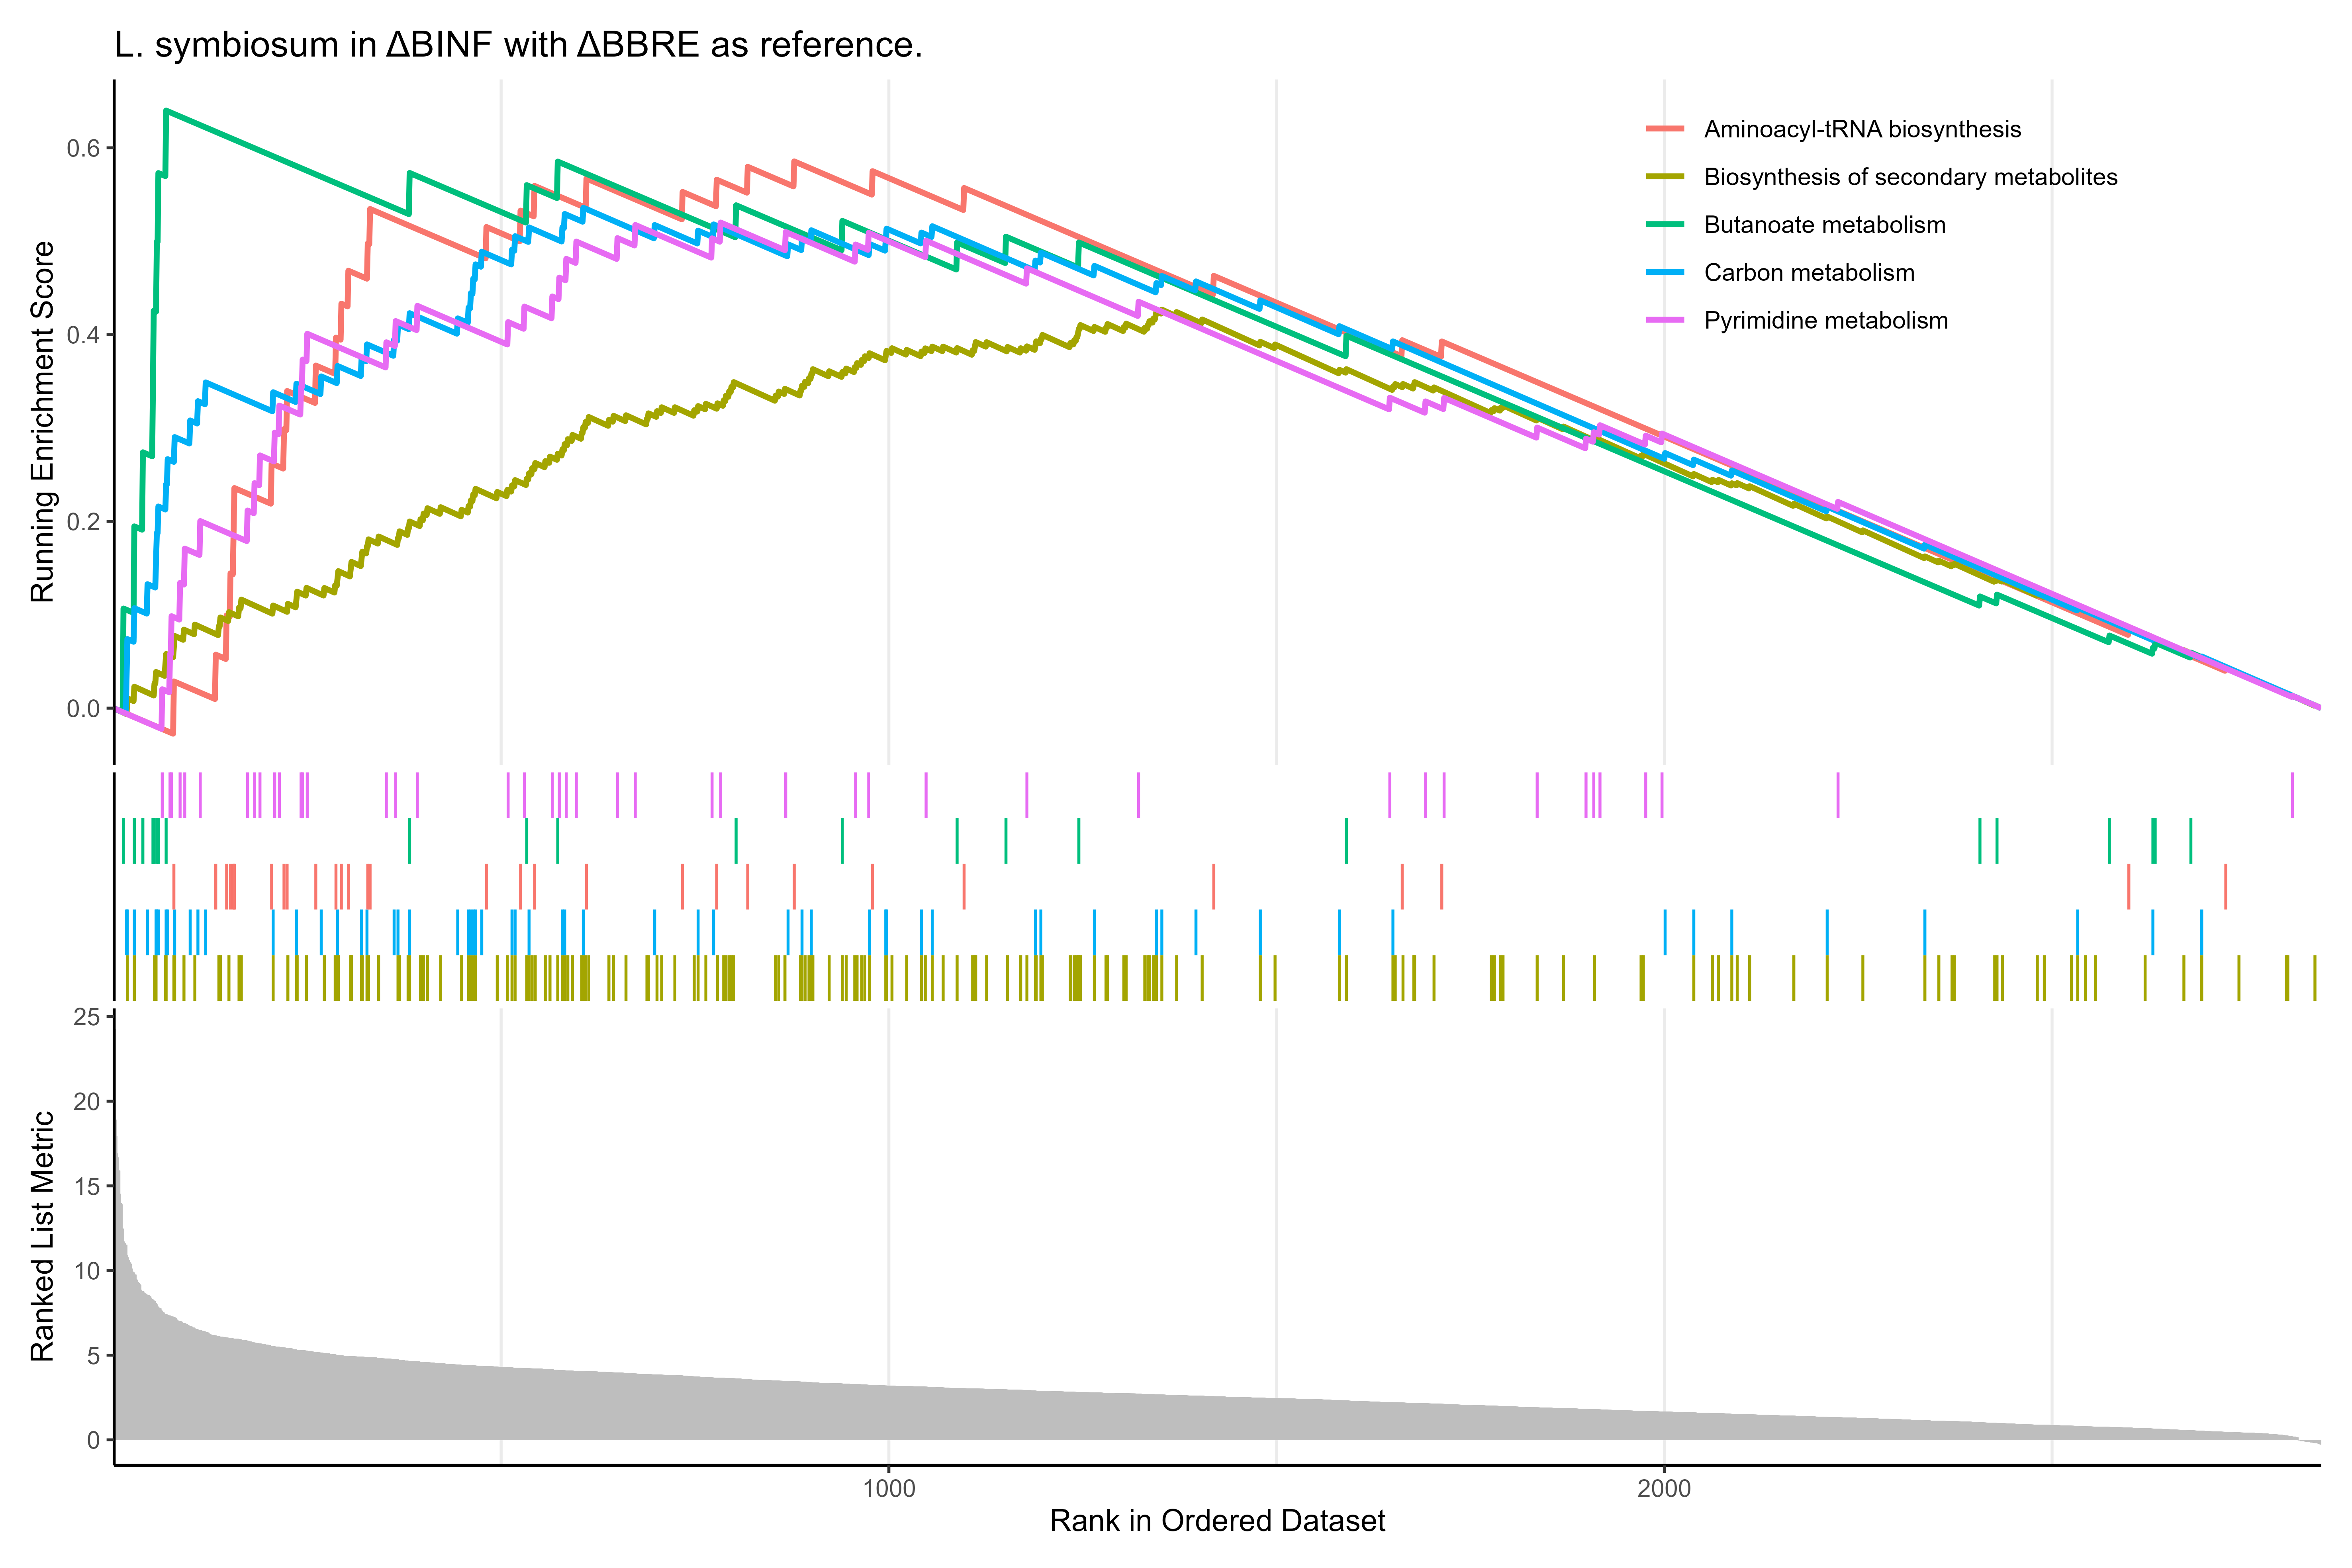 L. symbiosum in ΔBINF with ΔBBRE as reference.
Running Enrichment Score
0.6
0.4
0.2
0.0
Aminoacyl-tRNA biosynthesis
Biosynthesis of secondary metabolites
Butanoate metabolism
Carbon metabolism
Pyrimidine metabolism
Ranked List Metric
25
20
15
10
5
0
1000
2000
Rank in Ordered Dataset